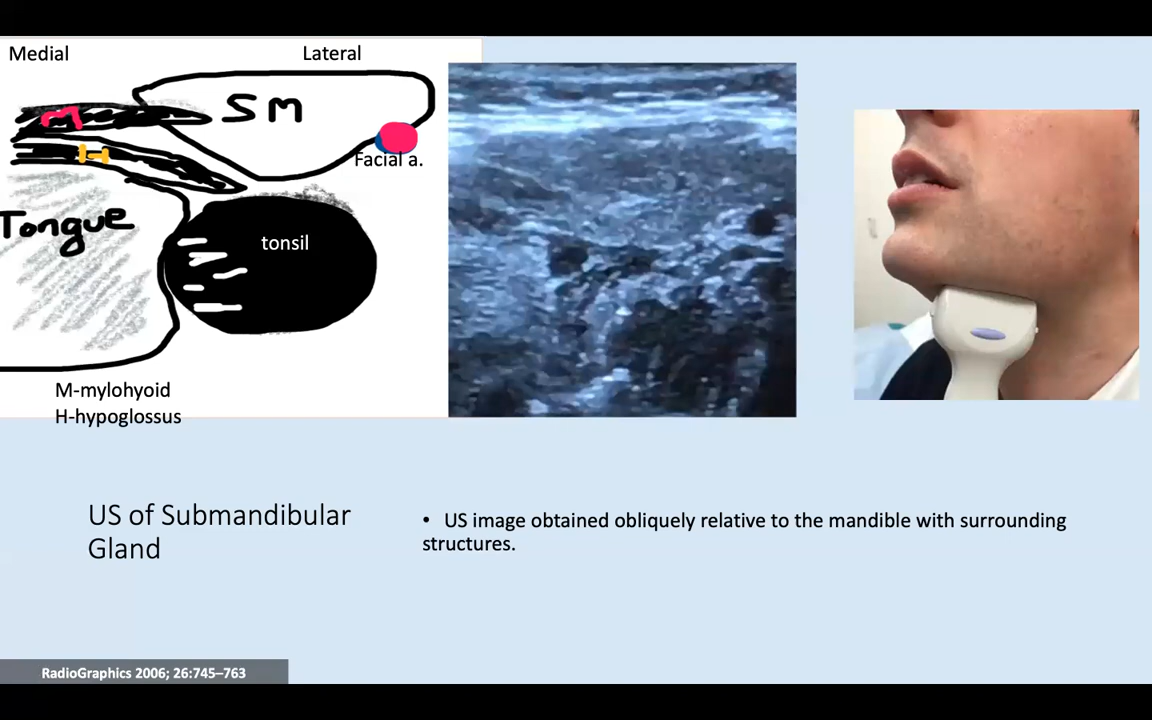 Medial
Lateral
SM
M
H
Facial a.
Tongue
tonsil
M-mylohyoid
H-hypoglossus
US of Submandibular
Gland
• US image obtained obliquely relative to the mandible with surrounding
structures.
RadioGraphics 2006; 26:745–763